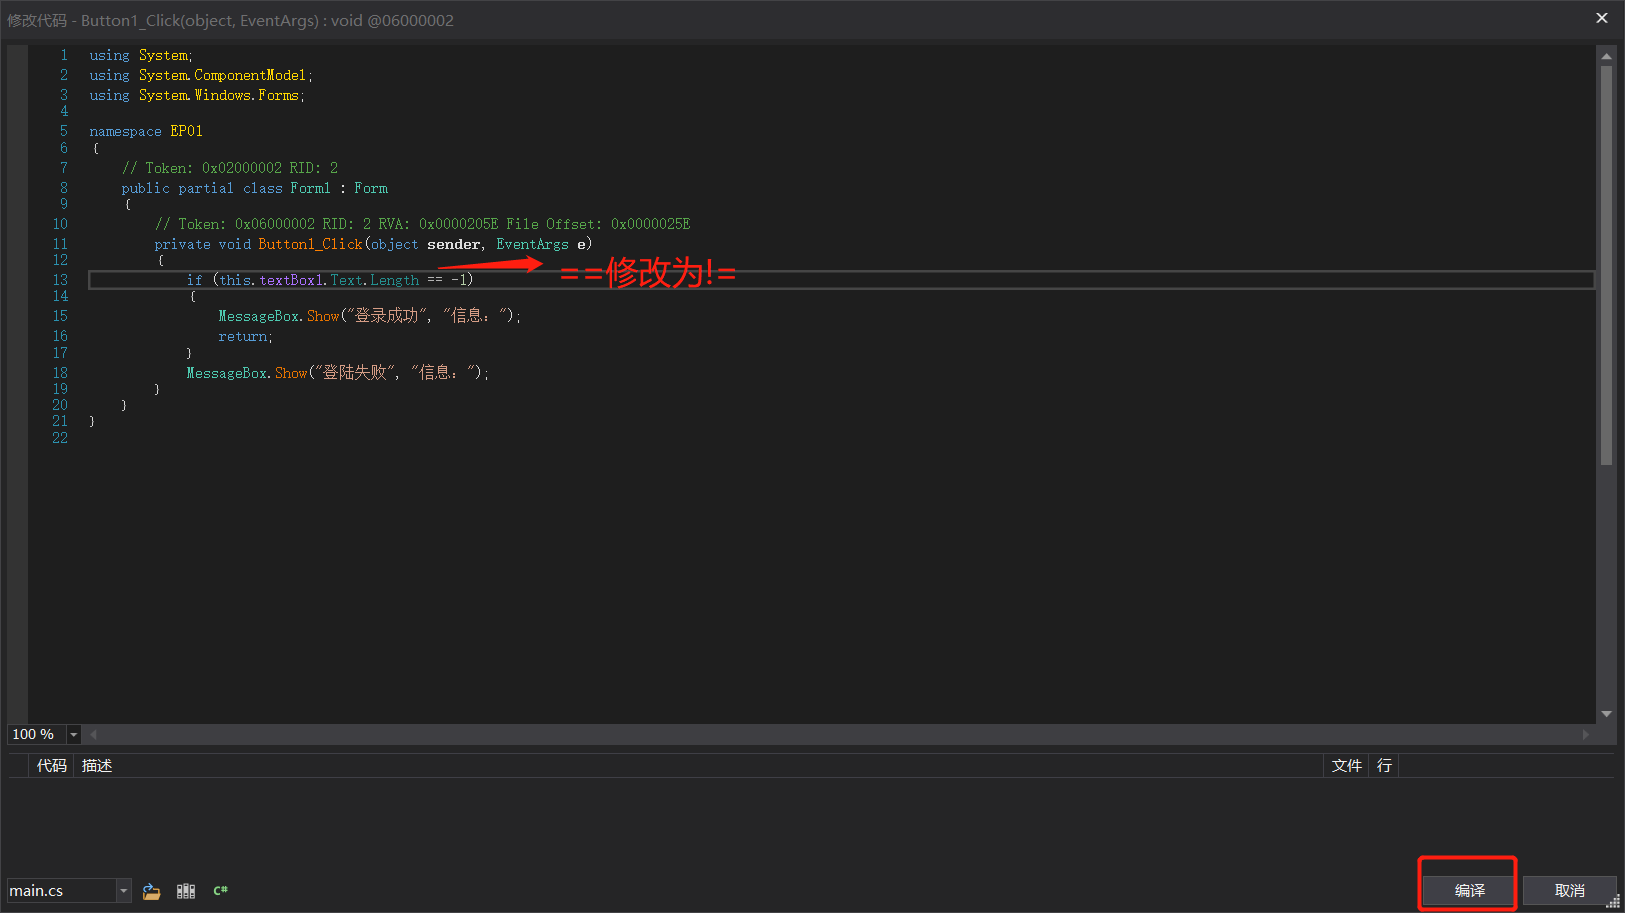 修改代码 - Button1_Click(object, EventArgs) : void @06000002
1 using System;
2 using System.ComponentModel;
3 using System.Windows.Forms;
4
5 namespace EP01
6 {
7 // Token: 0x02000002 RID: 2
8 public partial class Form1 : Form
9 {
10 // Token: 0x06000002 RID: 2 RVA: 0x0000205E File Offset: 0x0000025E
11 private void Button1_Click(object sender, EventArgs e)
12 {
13 if (this.textBox1.Text.Length == -1) ==修改为!=
14 {
15 MessageBox.Show("登录成功", "信息：");
16 return;
17 }
18 MessageBox.Show("登陆失败", "信息：");
19 }
20 }
21 }
22
100 %
代码 描述 文件 行
main.cs C# 编译 取消